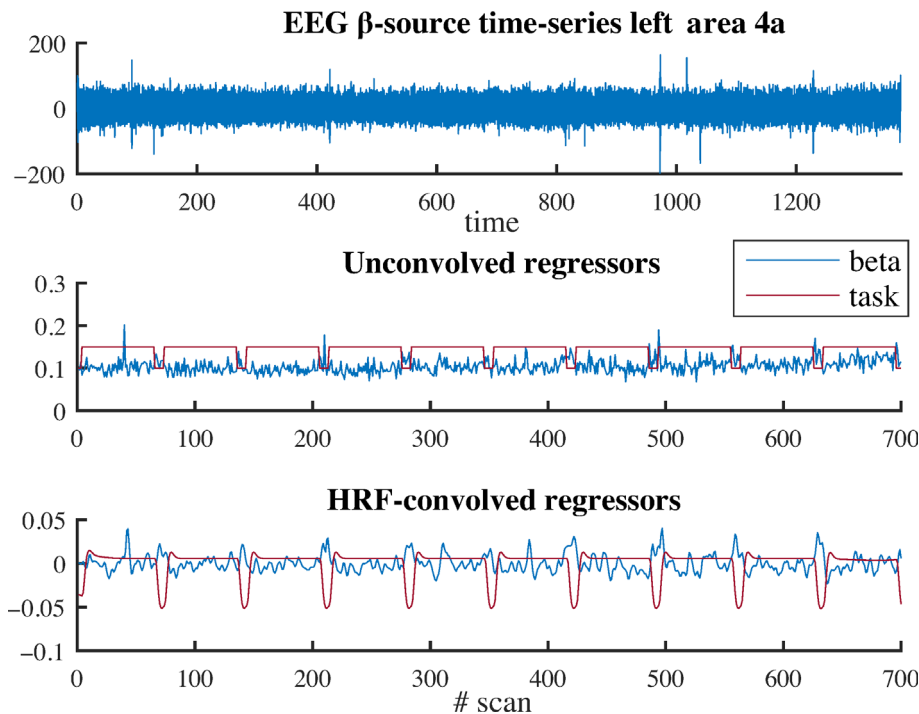 EEG β-source time-series left area 4a
200
0
−200
0 200 400 600 800 1000 1200
time
Unconvolved regressors
beta
task
0.3
0.2
0.1
0
0 100 200 300 400 500 600 700
HRF-convolved regressors
0.05
0
−0.05
−0.1
0 100 200 300 400 500 600 700
# scan